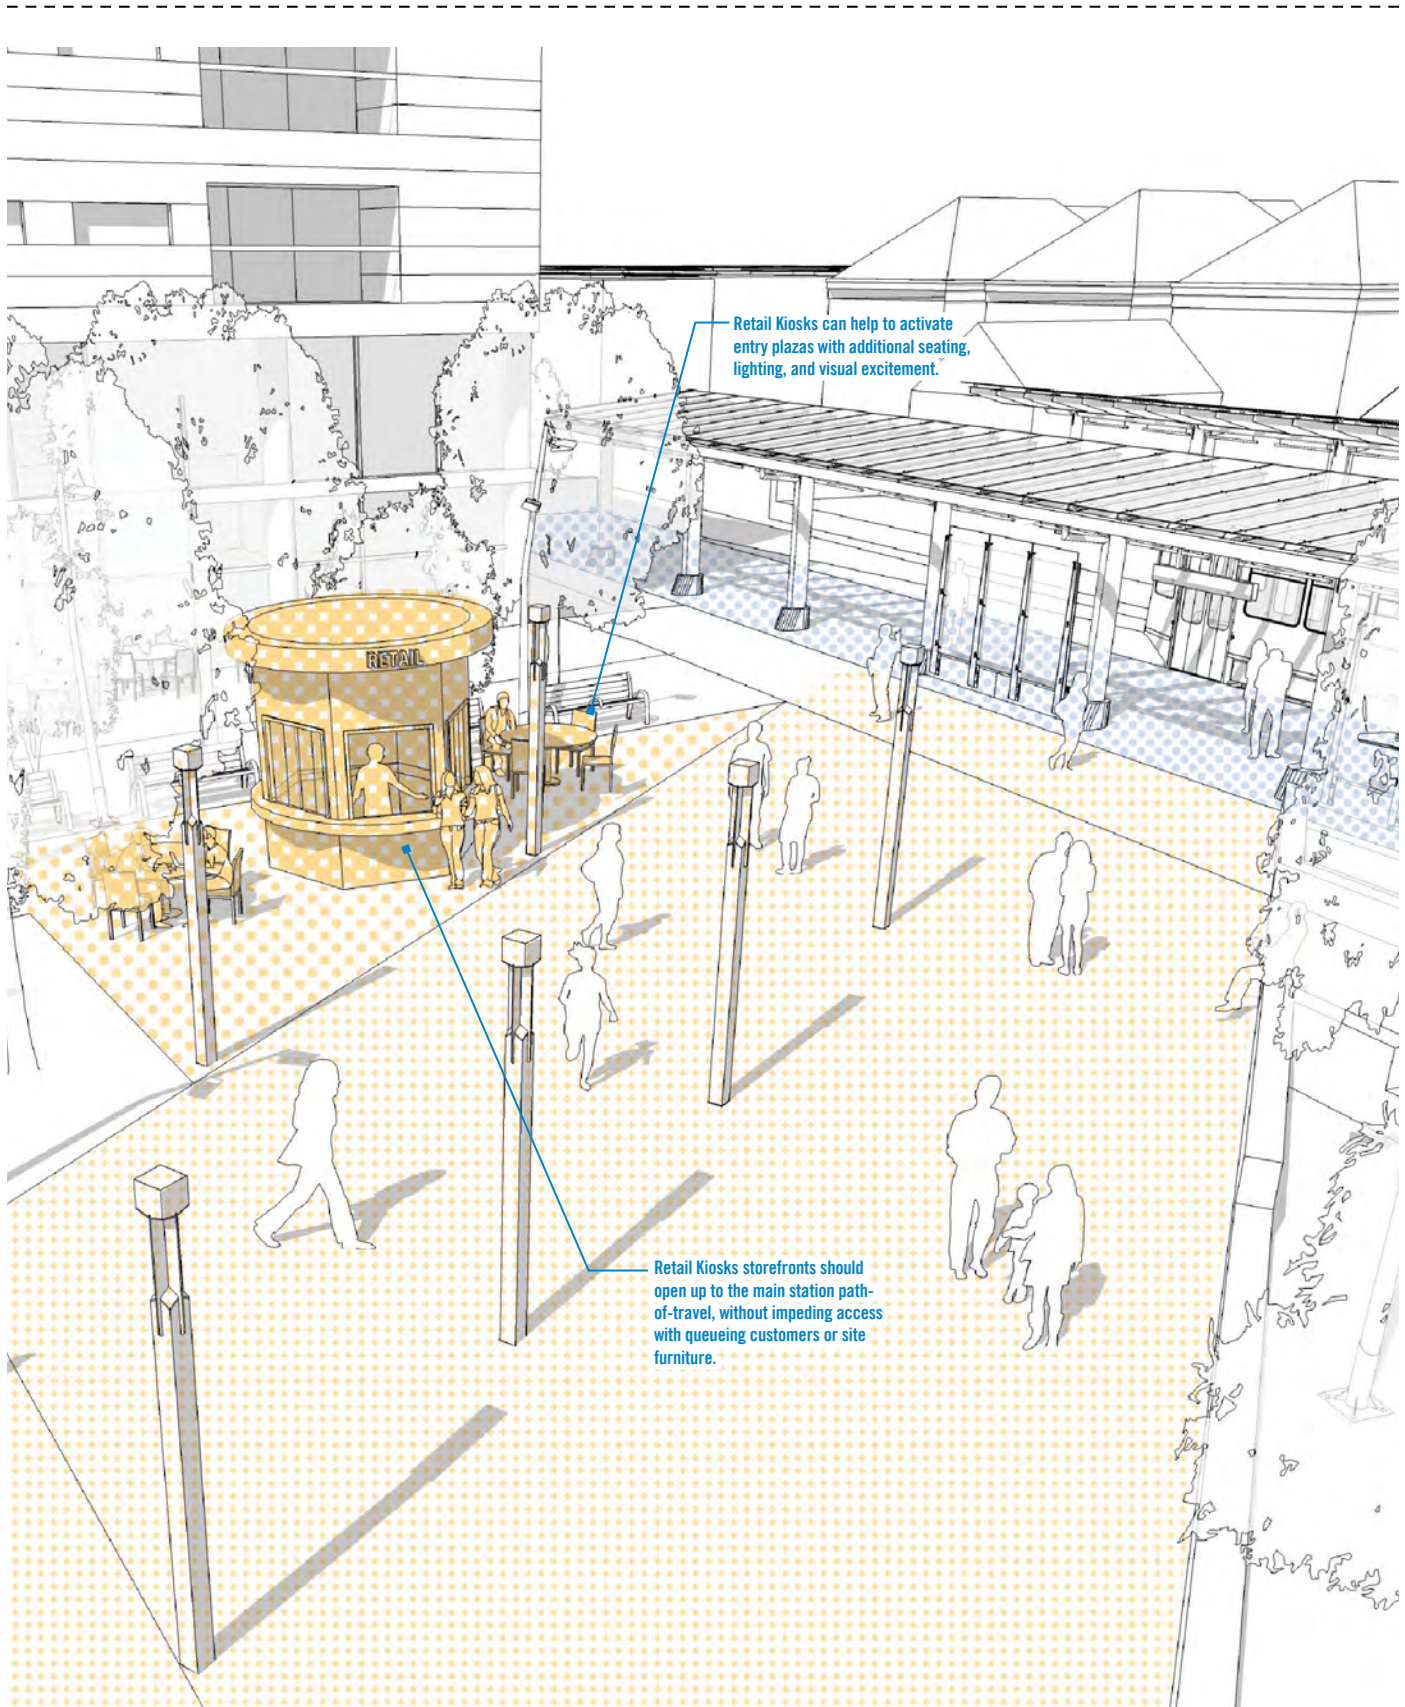 Retail Kiosks can help to activate
entry plazas with additional seating,
lighting, and visual excitement.
RETAIL
Retail Kiosks storefronts should
open up to the main station path-
of-travel, without impeding access
with queueing customers or site
furniture.